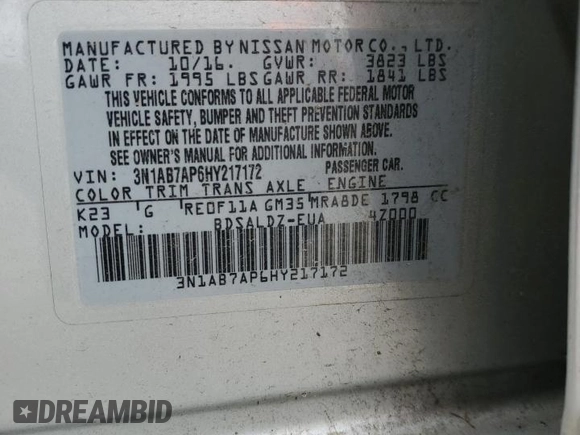 MANUFACTURED BY NISSAN MOTOR CO., LTD.
DATE: 10/16. GVWR: 3823 LBS
GAWR FR: 1995 LBS GAWR RR: 1841 LBS
THIS VEHICLE CONFORMS TO ALL APPLICABLE FEDERAL MOTOR
VEHICLE SAFETY, BUMPER AND THEFT PREVENTION STANDARDS
IN EFFECT ON THE DATE OF MANUFACTURE SHOWN ABOVE.
SEE OWNER'S MANUAL FOR ADDITIONAL INFORMATION.
VIN: 3N1AB7AP6HY217172 PASSENGER CAR.
COLOR TRIM TRANS AXLE ENGINE
K23 G RE0F11A GM35 MRA8DE 1798 CC
MODEL: BDSALDZ-EUA 4Z000
3N1AB7AP6HY217172
DREAMBID